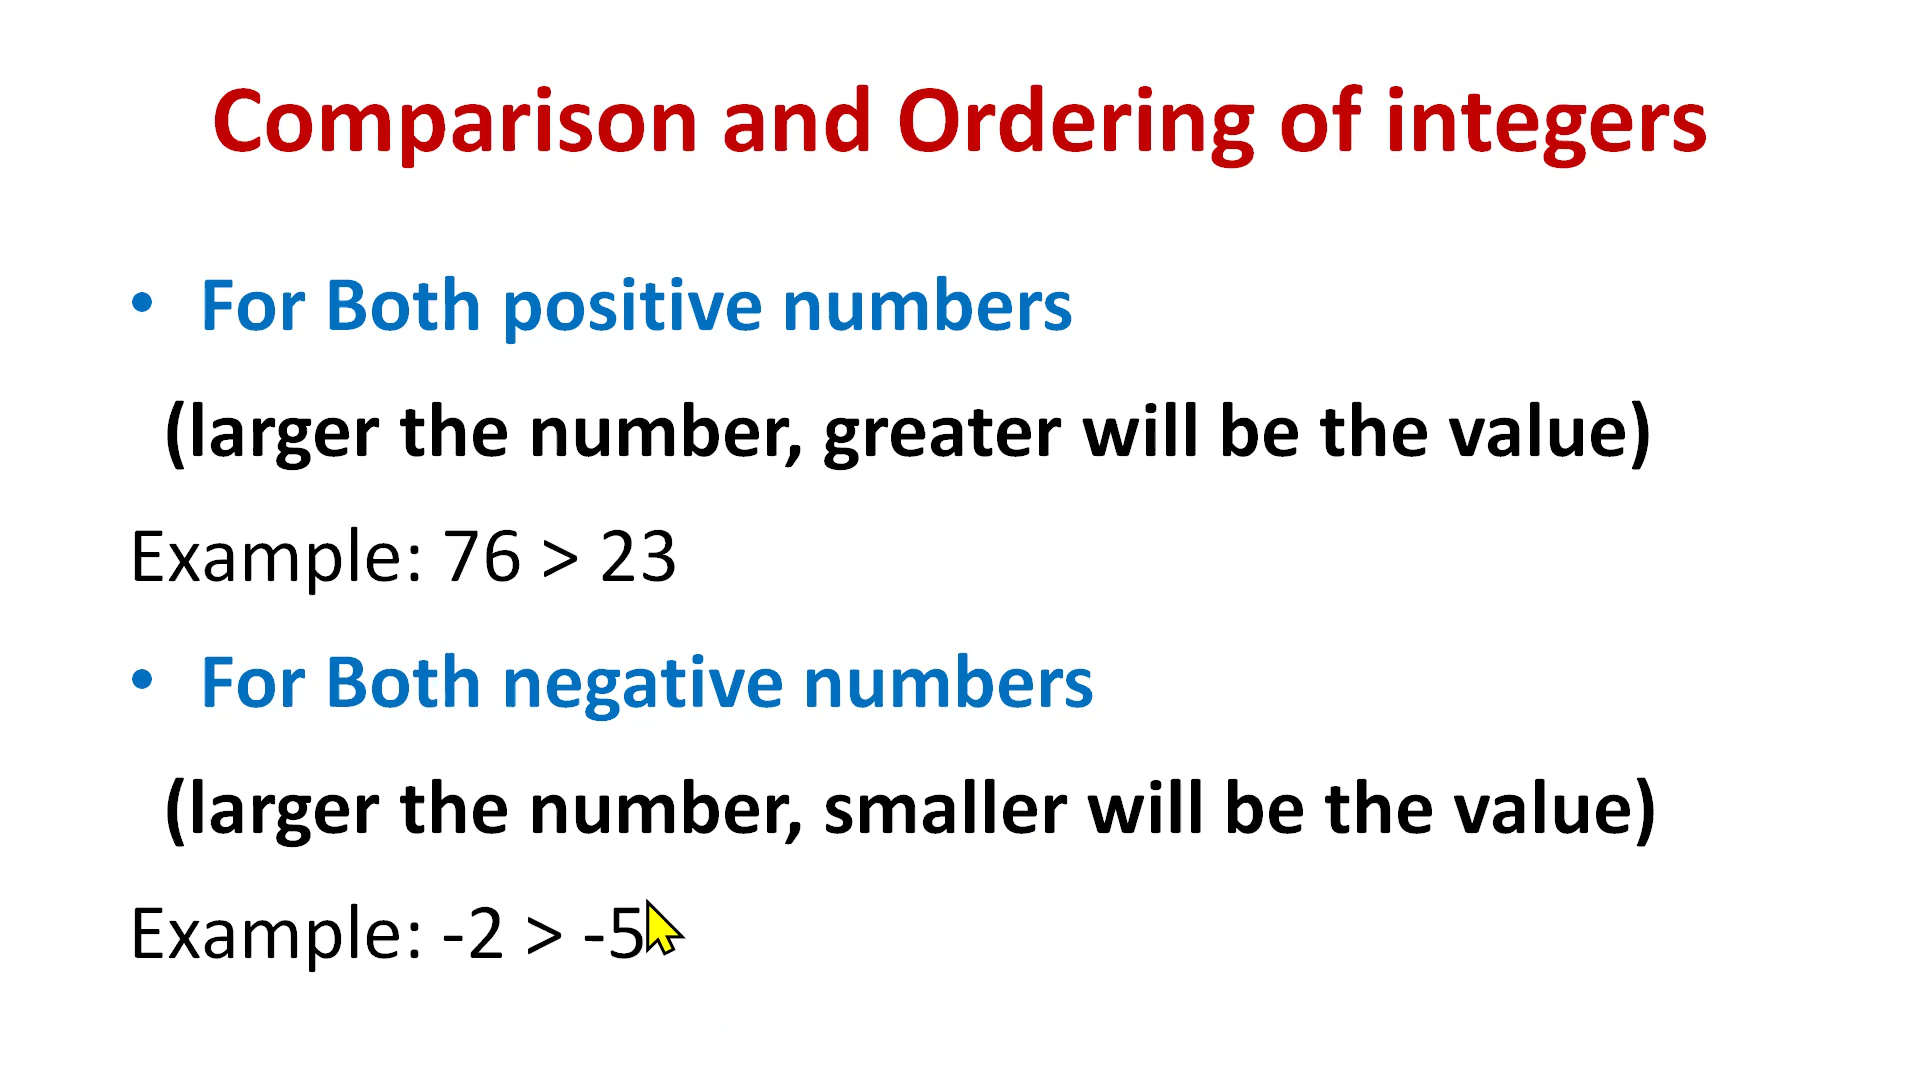 Comparison and Ordering of integers
• For Both positive numbers
(larger the number, greater will be the value)
Example: 76 > 23
• For Both negative numbers
(larger the number, smaller will be the value)
Example: -2 > -5